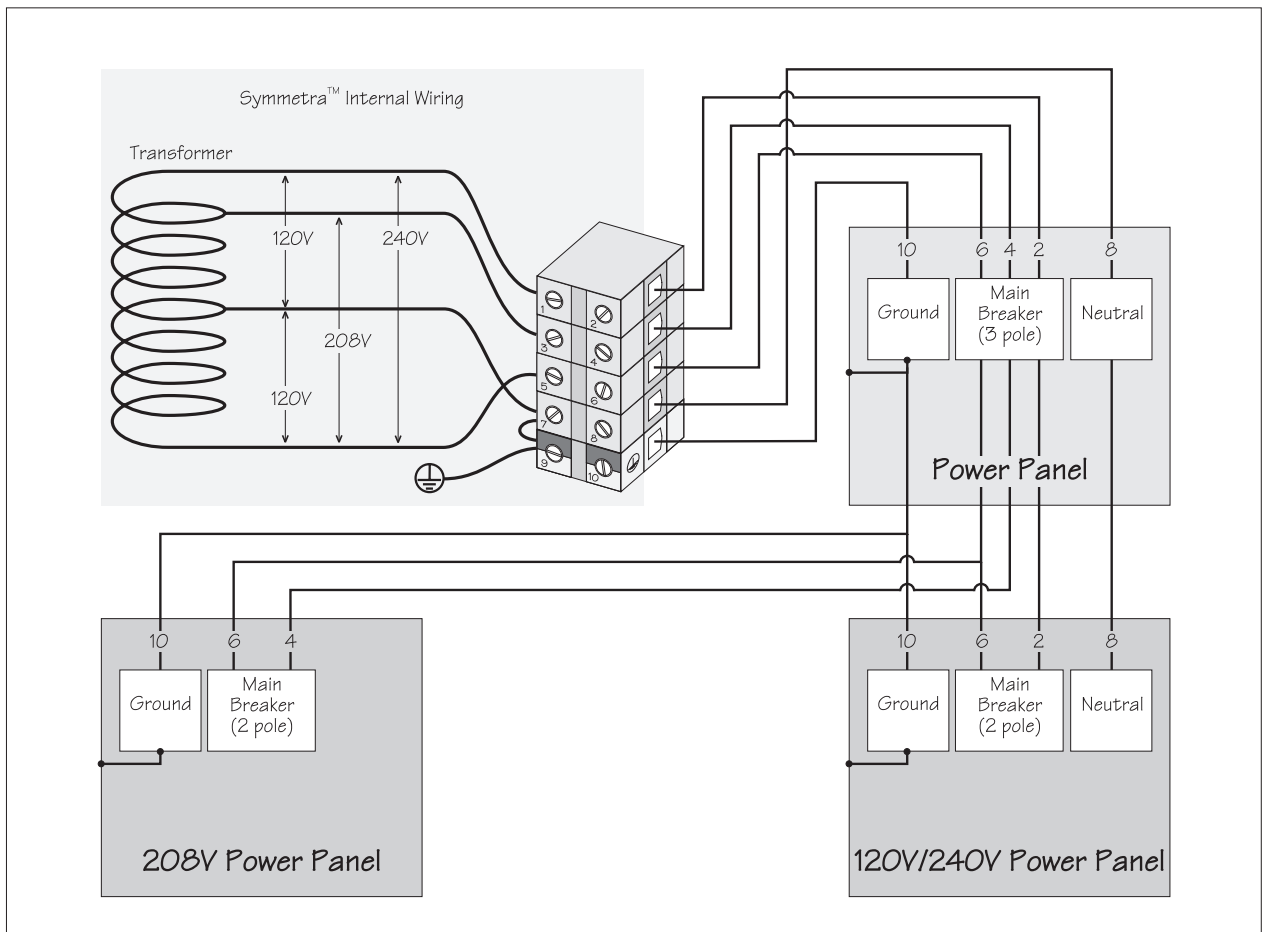 Symmetra™ Internal Wiring
Transformer
120V
240V
208V
120V
1
2
3
4
5
6
7
8
9
10
10 6 4 2 8
Ground
Main
Breaker
(3 pole)
Neutral
Power Panel
10 6 4
Ground
Main
Breaker
(2 pole)
208V Power Panel
10 6 2 8
Ground
Main
Breaker
(2 pole)
Neutral
120V/240V Power Panel